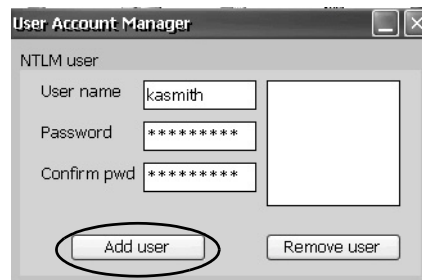 User Account Manager
NTLM user
User name kasmith
Password *********
Confirm pwd *********
Add user Remove user